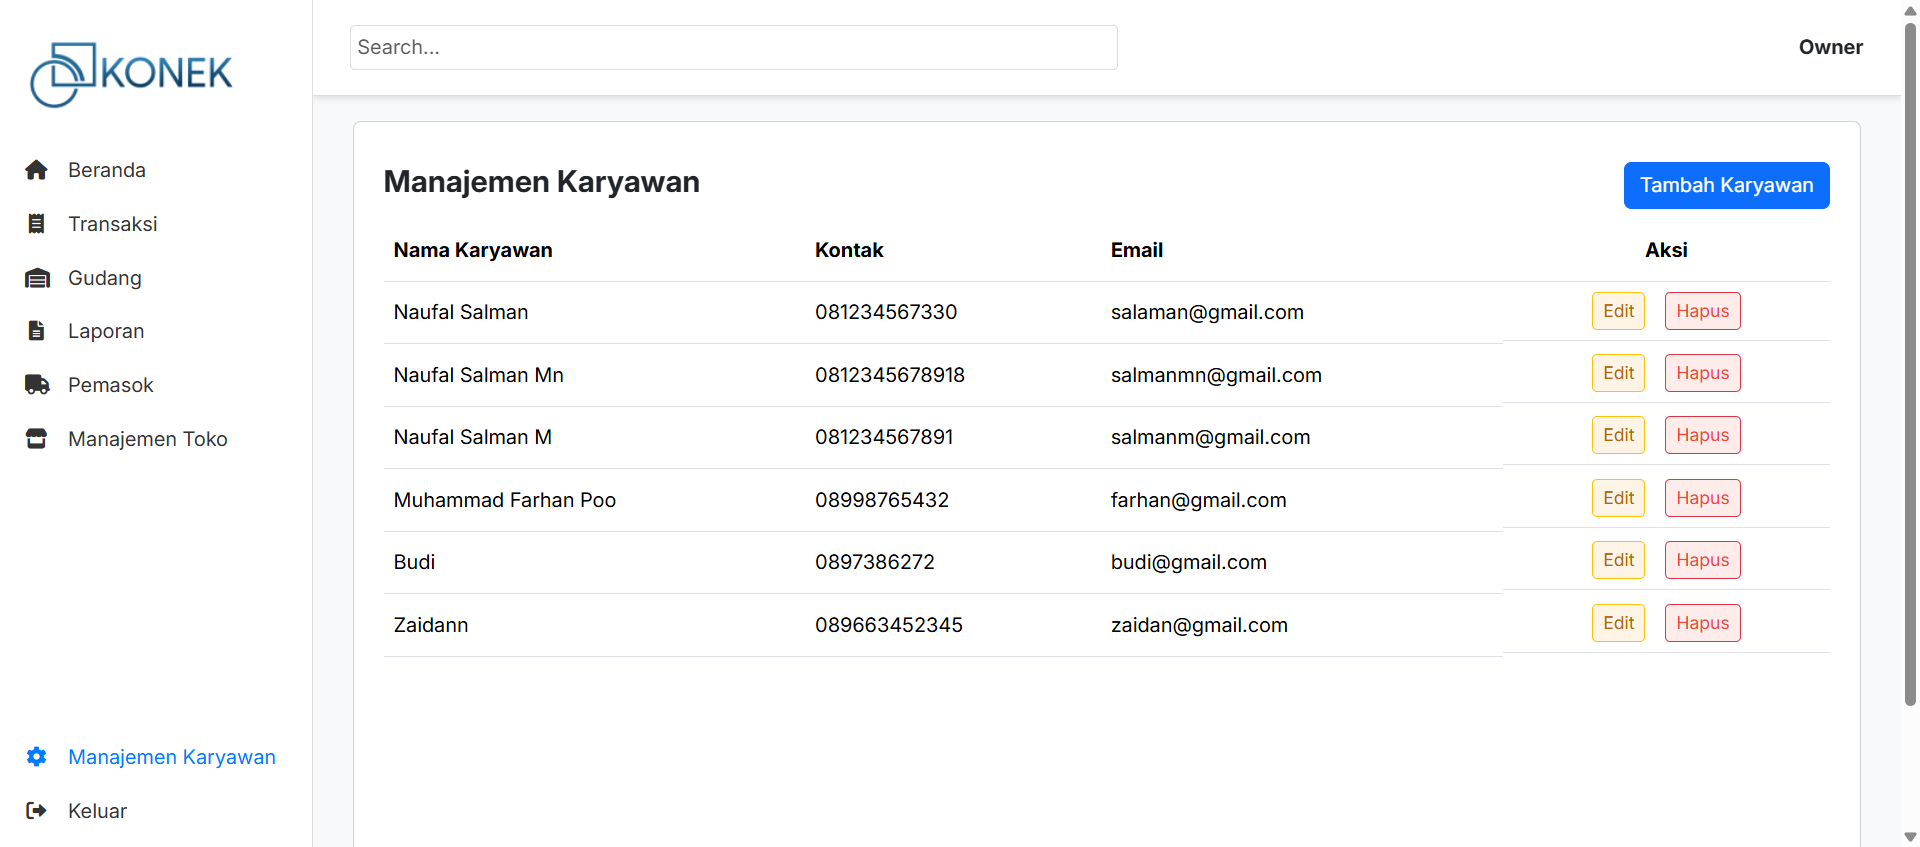 KONEK
Search...
Owner
Beranda
Transaksi
Gudang
Laporan
Pemasok
Manajemen Toko
Manajemen Karyawan
Keluar
Manajemen Karyawan
Tambah Karyawan
Nama Karyawan Kontak Email Aksi
Naufal Salman 081234567330 salaman@gmail.com Edit Hapus
Naufal Salman Mn 0812345678918 salmanmn@gmail.com Edit Hapus
Naufal Salman M 081234567891 salmanm@gmail.com Edit Hapus
Muhammad Farhan Poo 08998765432 farhan@gmail.com Edit Hapus
Budi 0897386272 budi@gmail.com Edit Hapus
Zaidann 089663452345 zaidan@gmail.com Edit Hapus